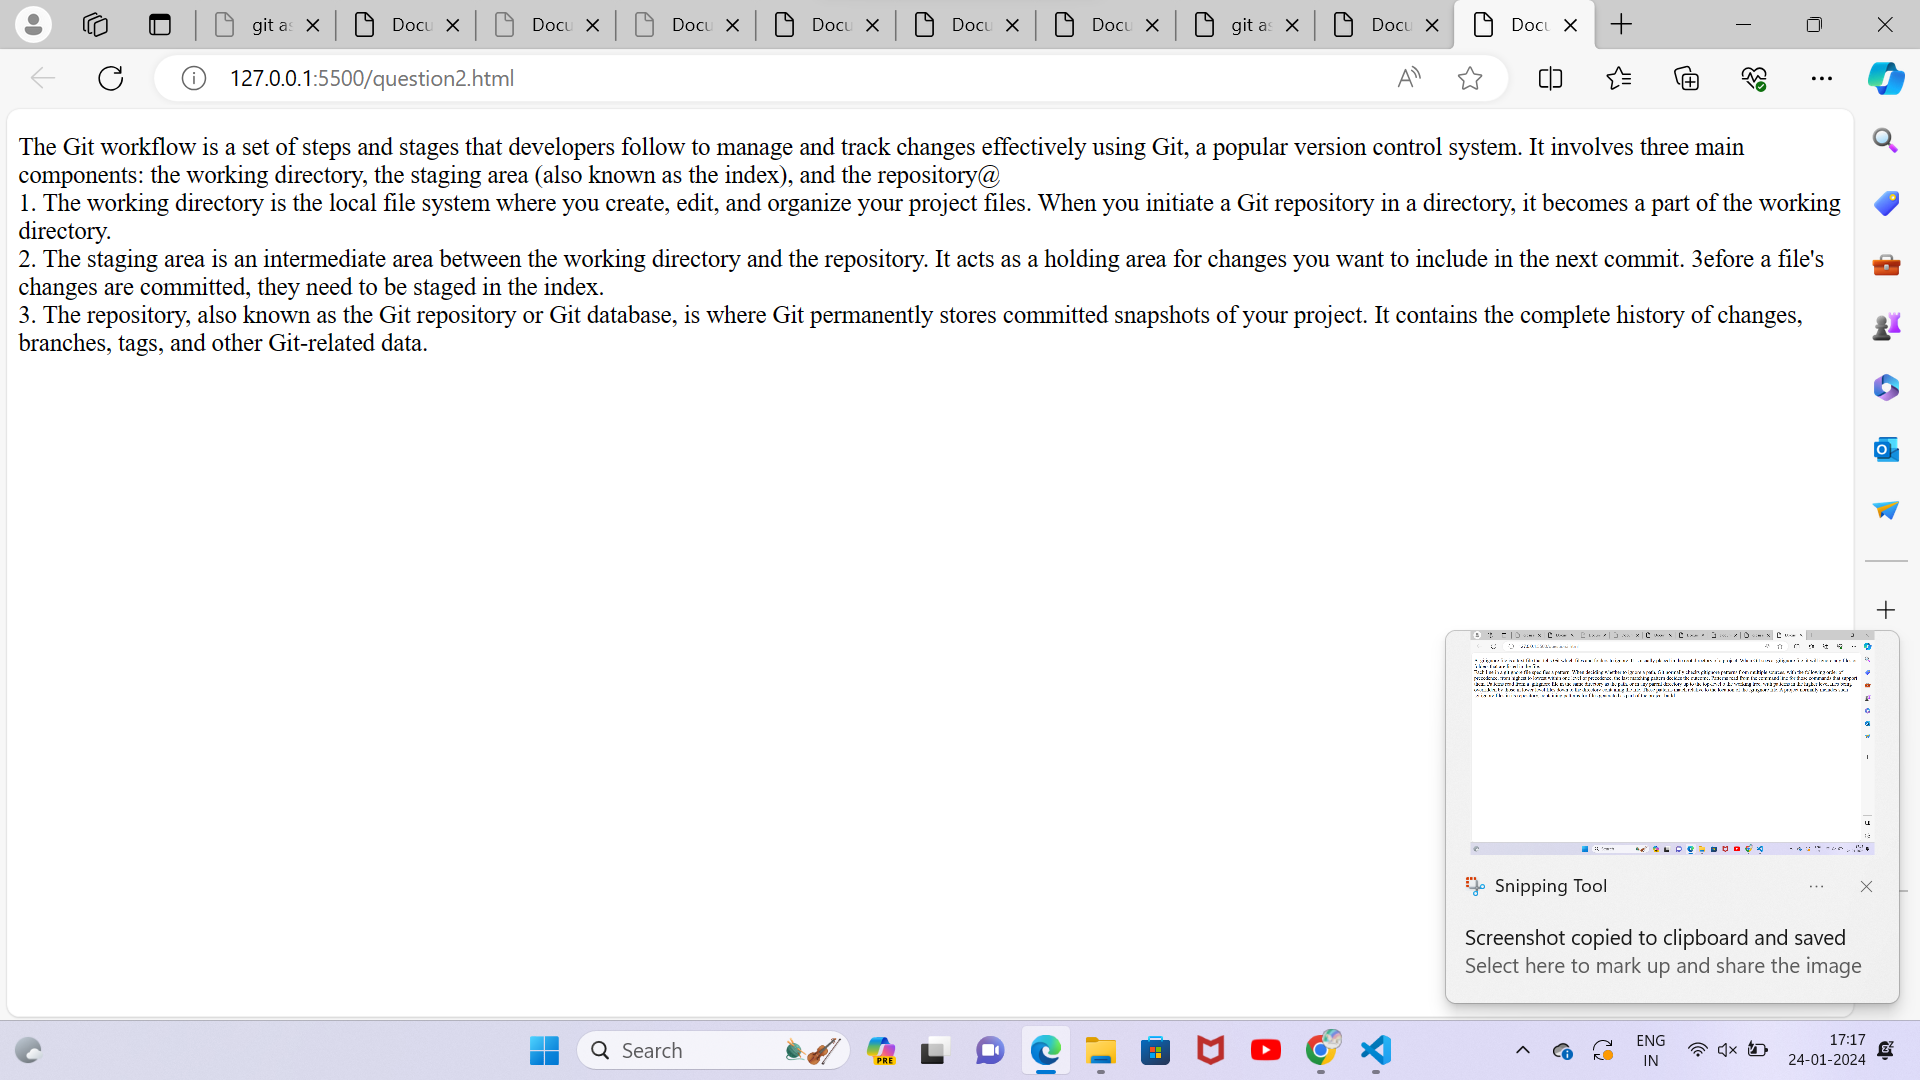 git as
Docu
Docu
Docu
Docu
Docu
Docu
git as
Docu
Docu
127.0.0.1:5500/question2.html
The Git workflow is a set of steps and stages that developers follow to manage and track changes effectively using Git, a popular version control system. It involves three main
components: the working directory, the staging area (also known as the index), and the repository@
1. The working directory is the local file system where you create, edit, and organize your project files. When you initiate a Git repository in a directory, it becomes a part of the working
directory.
2. The staging area is an intermediate area between the working directory and the repository. It acts as a holding area for changes you want to include in the next commit. 3efore a file's
changes are committed, they need to be staged in the index.
3. The repository, also known as the Git repository or Git database, is where Git permanently stores committed snapshots of your project. It contains the complete history of changes,
branches, tags, and other Git-related data.
Snipping Tool
Screenshot copied to clipboard and saved
Select here to mark up and share the image
Search
PRE
ENG
IN
17:17
24-01-2024